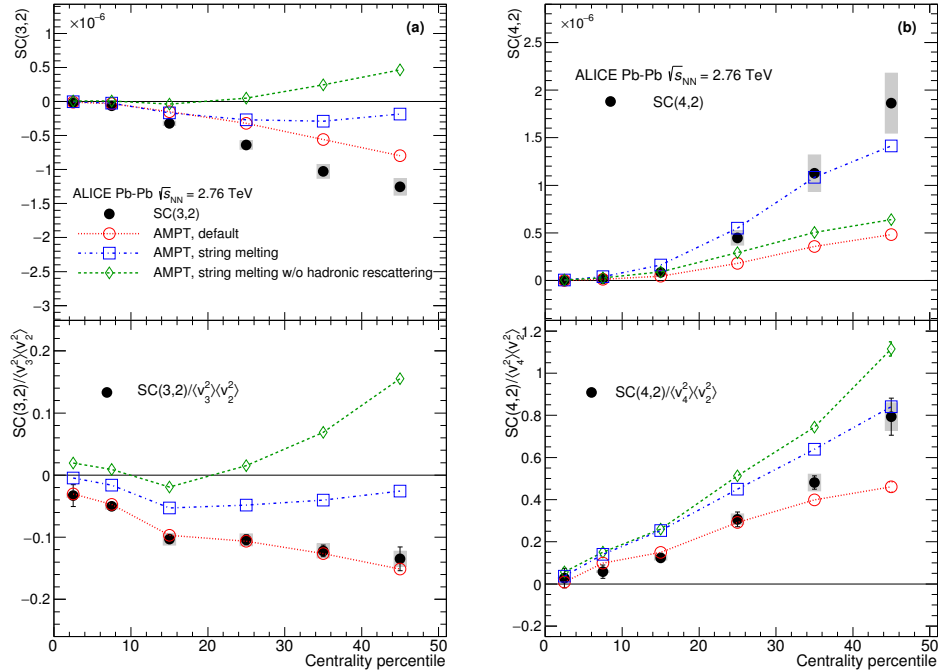 ×10⁻⁶
(a)
SC(3,2)
0.5
0
−0.5
−1
−1.5
−2
−2.5
−3
ALICE Pb-Pb √s_NN = 2.76 TeV
SC(3,2)
AMPT, default
AMPT, string melting
AMPT, string melting w/o hadronic rescattering
×10⁻⁶
(b)
SC(4,2)
2.5
2
1.5
1
0.5
0
ALICE Pb-Pb √s_NN = 2.76 TeV
SC(4,2)
SC(3,2)/⟨v₃²⟩⟨v₂²⟩
0.2
0.1
0
−0.1
−0.2
SC(3,2)/⟨v₃²⟩⟨v₂²⟩
0 10 20 30 40 50
Centrality percentile
SC(4,2)/⟨v₄²⟩⟨v₂²⟩
1.2
1
0.8
0.6
0.4
0.2
0
−0.2
SC(4,2)/⟨v₄²⟩⟨v₂²⟩
0 10 20 30 40 50
Centrality percentile